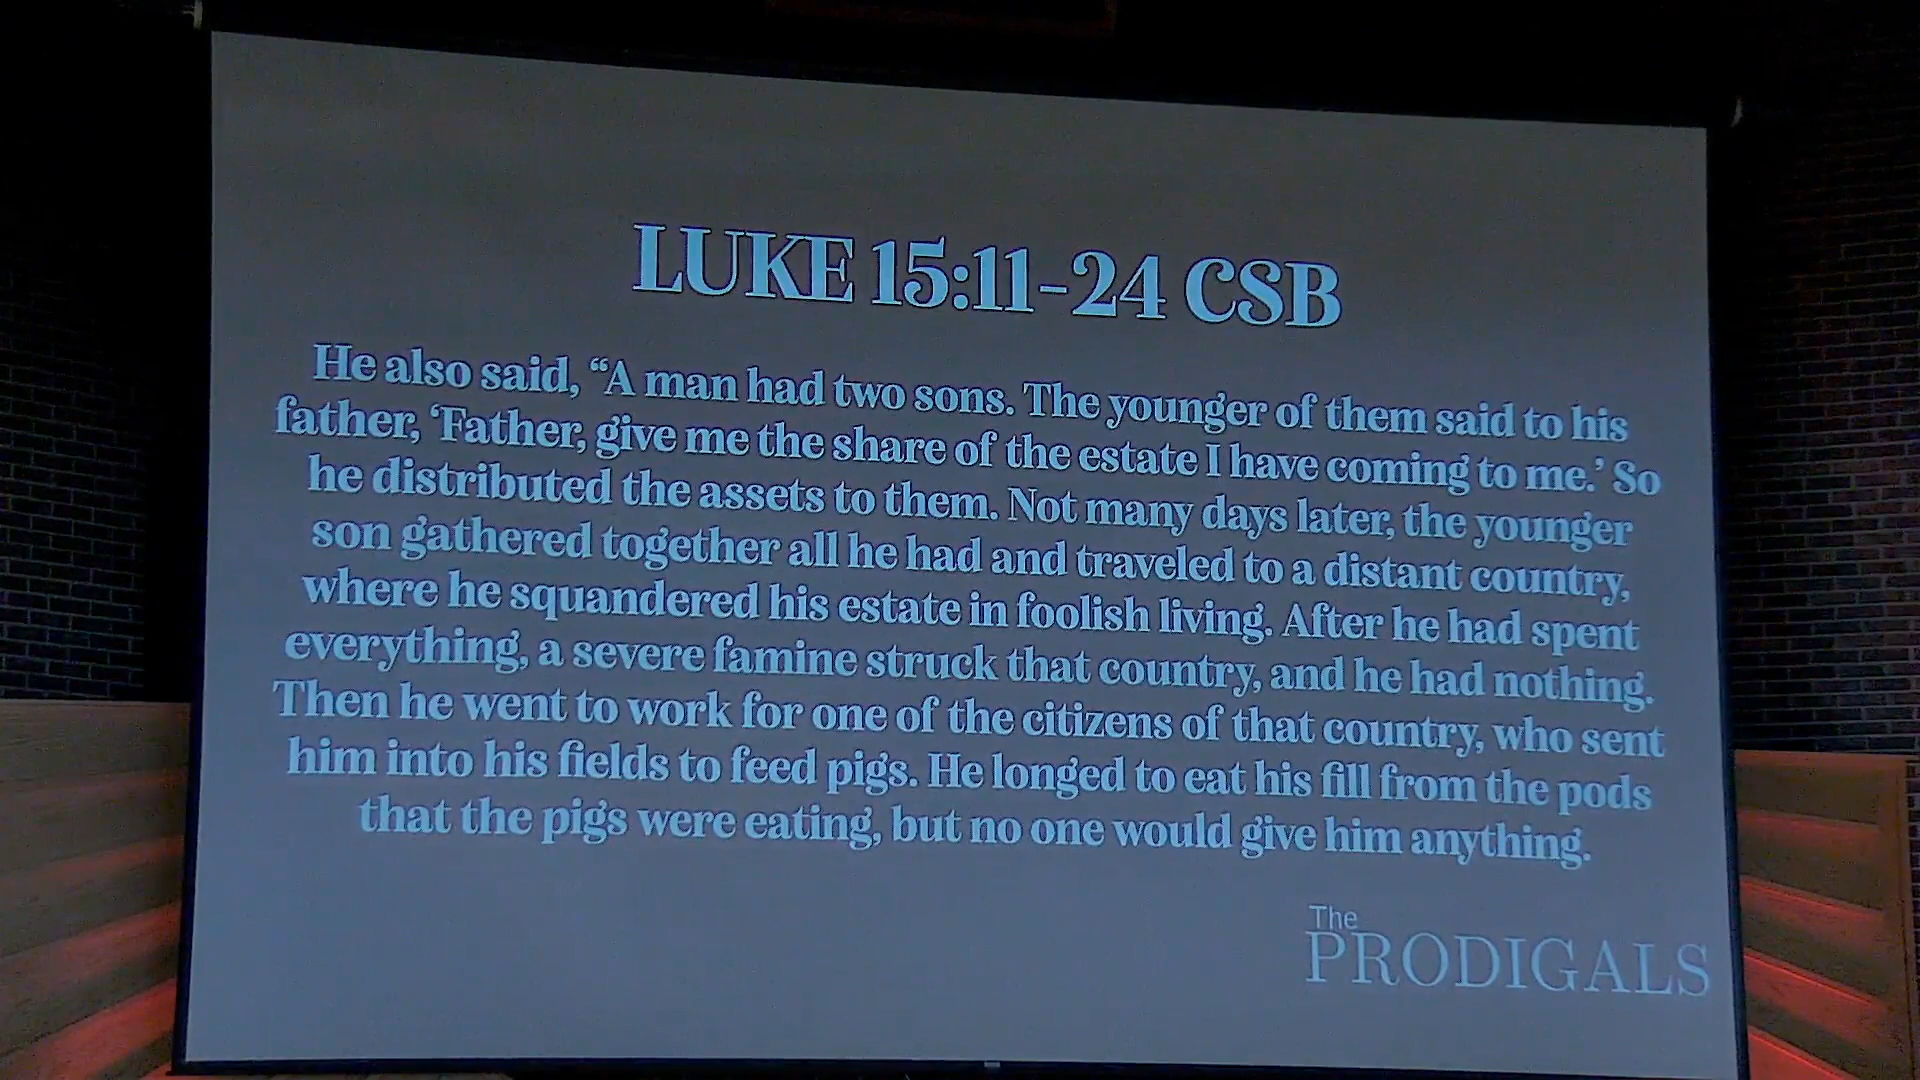 LUKE 15:11-24 CSB
He also said, “A man had two sons. The younger of them said to his
father, ‘Father, give me the share of the estate I have coming to me.’ So
he distributed the assets to them. Not many days later, the younger
son gathered together all he had and traveled to a distant country,
where he squandered his estate in foolish living. After he had spent
everything, a severe famine struck that country, and he had nothing.
Then he went to work for one of the citizens of that country, who sent
him into his fields to feed pigs. He longed to eat his fill from the pods
that the pigs were eating, but no one would give him anything.
The
PRODIGALS